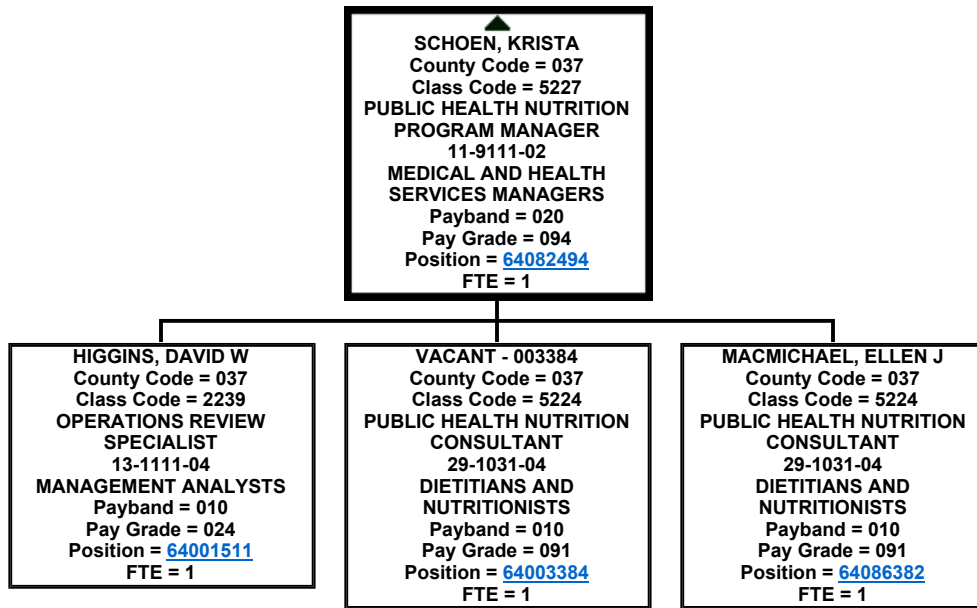 SCHOEN, KRISTA
County Code = 037
Class Code = 5227
PUBLIC HEALTH NUTRITION
PROGRAM MANAGER
11-9111-02
MEDICAL AND HEALTH
SERVICES MANAGERS
Payband = 020
Pay Grade = 094
Position = 64082494
FTE = 1
HIGGINS, DAVID W
County Code = 037
Class Code = 2239
OPERATIONS REVIEW
SPECIALIST
13-1111-04
MANAGEMENT ANALYSTS
Payband = 010
Pay Grade = 024
Position = 64001511
FTE = 1
VACANT - 003384
County Code = 037
Class Code = 5224
PUBLIC HEALTH NUTRITION
CONSULTANT
29-1031-04
DIETITIANS AND
NUTRITIONISTS
Payband = 010
Pay Grade = 091
Position = 64003384
FTE = 1
MACMICHAEL, ELLEN J
County Code = 037
Class Code = 5224
PUBLIC HEALTH NUTRITION
CONSULTANT
29-1031-04
DIETITIANS AND
NUTRITIONISTS
Payband = 010
Pay Grade = 091
Position = 64086382
FTE = 1